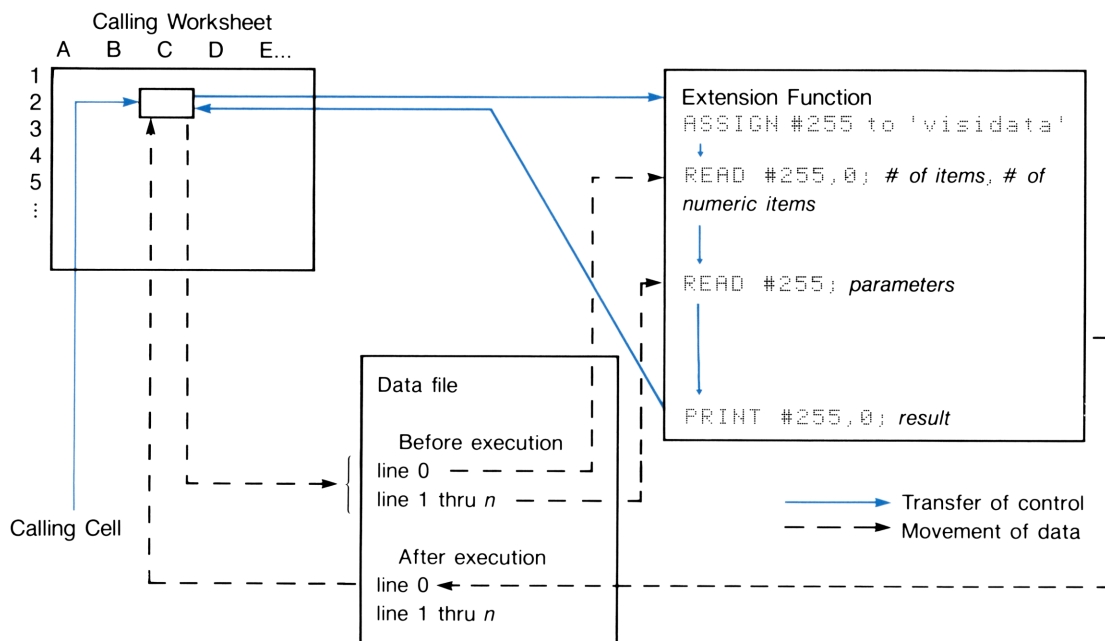 Calling Worksheet
A B C D E...
1
2
3
4
5
⋮
Extension Function
ASSIGN #255 to 'visidata'
READ #255,0; # of items, # of
numeric items
READ #255; parameters
PRINT #255,0; result
Data file
Before execution
line 0
line 1 thru n
After execution
line 0
line 1 thru n
Calling Cell
Transfer of control
Movement of data